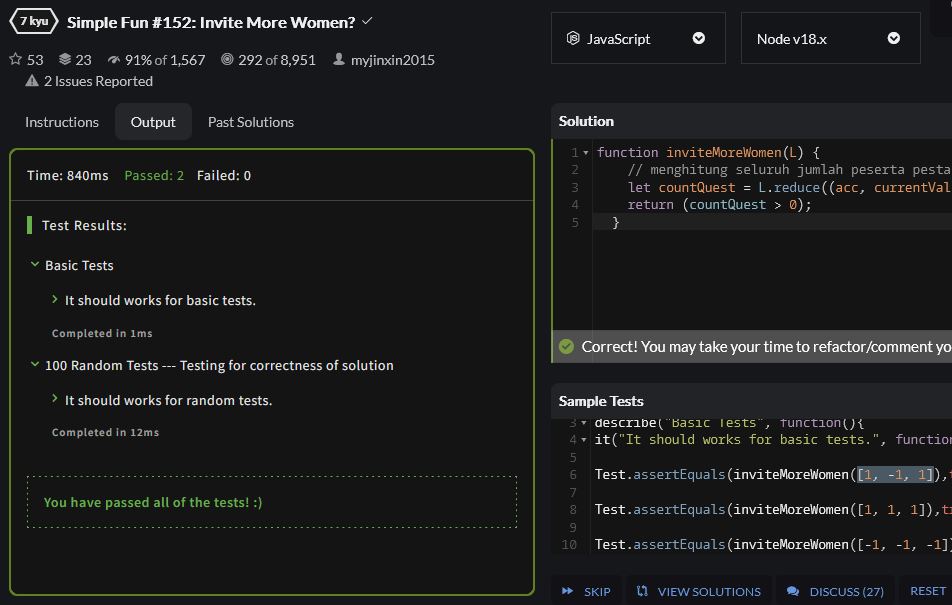 7 kyu Simple Fun #152: Invite More Women?
53 23 91% of 1,567 292 of 8,951 myjinxin2015
2 Issues Reported
Instructions Output Past Solutions
Time: 840ms Passed: 2 Failed: 0
Test Results:
Basic Tests
It should works for basic tests.
Completed in 1ms
100 Random Tests --- Testing for correctness of solution
It should works for random tests.
Completed in 12ms
You have passed all of the tests! :)
JavaScript Node v18.x
Solution
1 function inviteMoreWomen(L) {
2 // menghitung seluruh jumlah peserta pesta
3 let countQuest = L.reduce((acc, currentVal
4 return (countQuest > 0);
5 }
Correct! You may take your time to refactor/comment yo
Sample Tests
3 describe("Basic Tests", function(){
4 it("It should works for basic tests.", function
5
6 Test.assertEquals(inviteMoreWomen([1, -1, 1]),t
7
8 Test.assertEquals(inviteMoreWomen([1, 1, 1]),tr
9
10 Test.assertEquals(inviteMoreWomen([-1, -1, -1])
SKIP VIEW SOLUTIONS DISCUSS (27) RESET